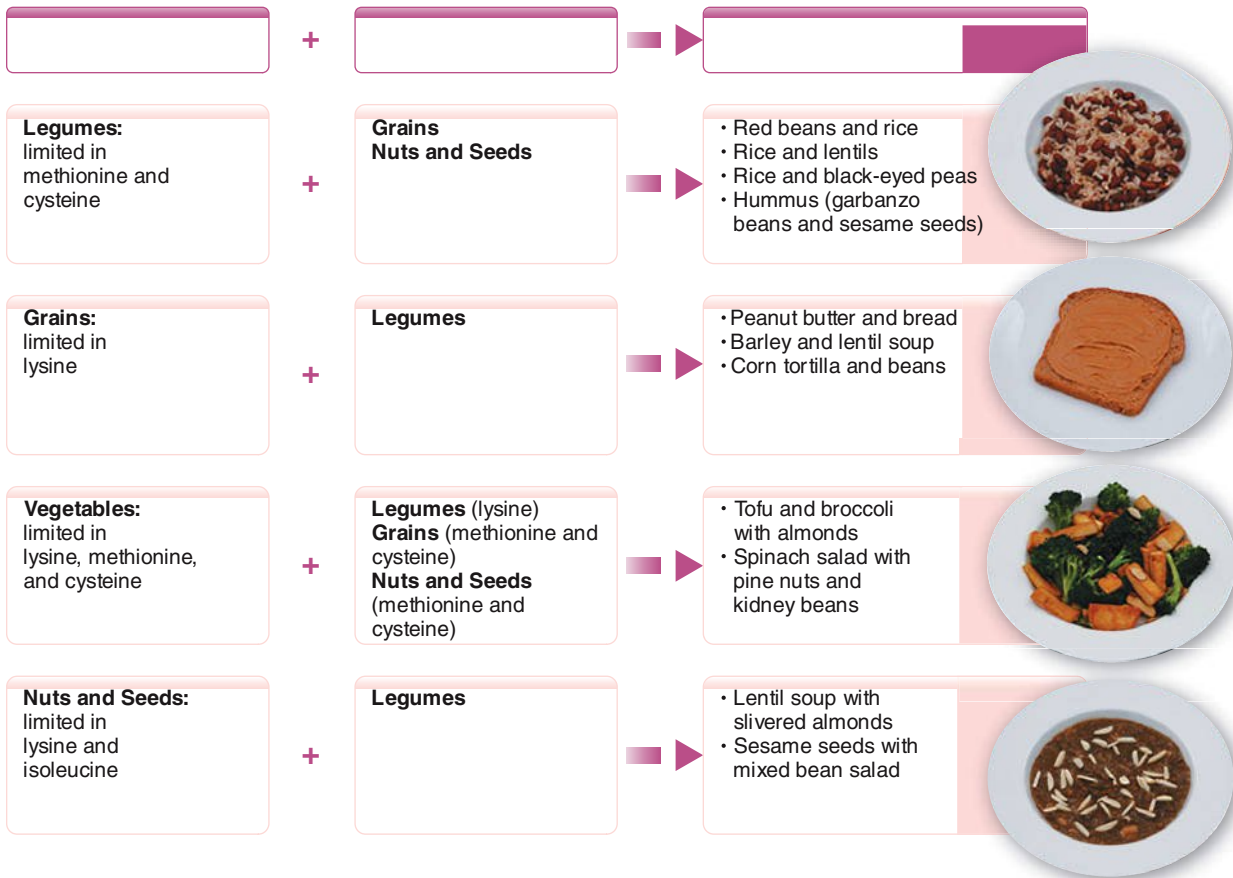 +
Legumes:
limited in
methionine and
cysteine
+
Grains
Nuts and Seeds
• Red beans and rice
• Rice and lentils
• Rice and black-eyed peas
• Hummus (garbanzo
beans and sesame seeds)
Grains:
limited in
lysine
+
Legumes
• Peanut butter and bread
• Barley and lentil soup
• Corn tortilla and beans
Vegetables:
limited in
lysine, methionine,
and cysteine
+
Legumes (lysine)
Grains (methionine and
cysteine)
Nuts and Seeds
(methionine and
cysteine)
• Tofu and broccoli
with almonds
• Spinach salad with
pine nuts and
kidney beans
Nuts and Seeds:
limited in
lysine and
isoleucine
+
Legumes
• Lentil soup with
slivered almonds
• Sesame seeds with
mixed bean salad